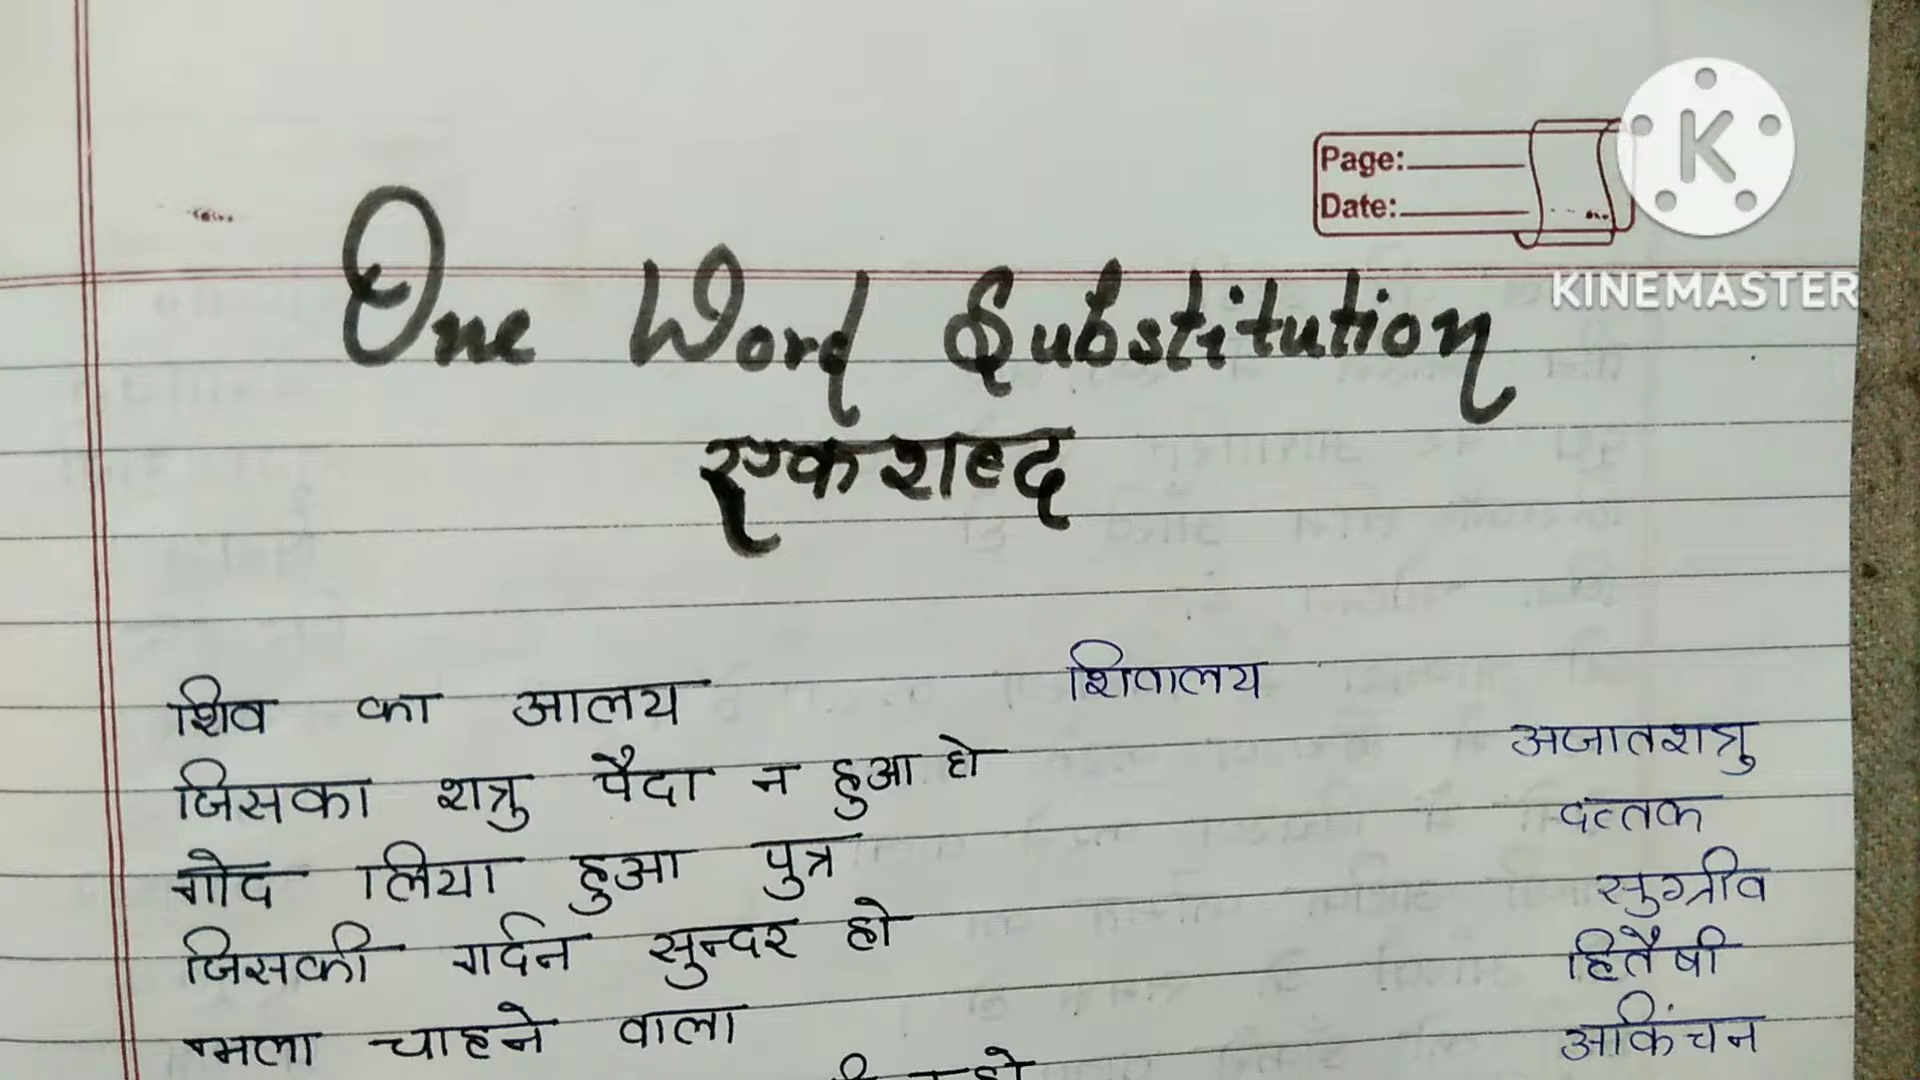 Page:
Date:
KINEMASTER
One Word Substitution
एक शब्द
शिव का आलय शिवालय
जिसका शत्रु पैदा न हुआ हो अजातशत्रु
गोद लिया हुआ पुत्र दत्तक
जिसकी गर्दन सुन्दर हो सुग्रीव
भला चाहने वाला हितैषी
अकिंचन